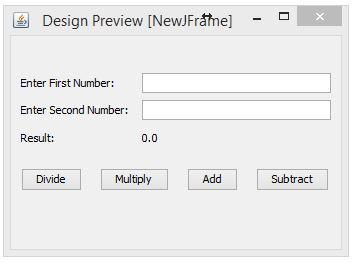 Design Preview [NewJFrame]
Enter First Number:
Enter Second Number:
Result: 0.0
Divide Multiply Add Subtract